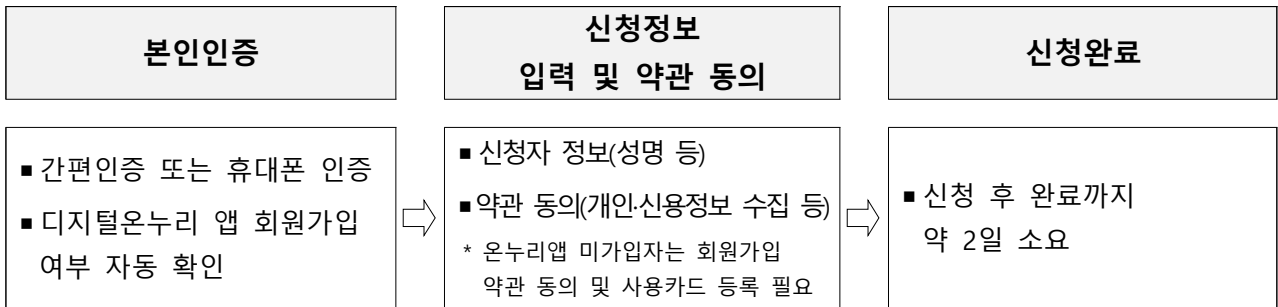 본인인증
신청정보
입력 및 약관 동의
신청완료
▪간편인증 또는 휴대폰 인증
▪디지털온누리 앱 회원가입
여부 자동 확인
▪신청자 정보(성명 등)
▪약관 동의(개인·신용정보 수집 등)
* 온누리앱 미가입자는 회원가입
약관 동의 및 사용카드 등록 필요
▪신청 후 완료까지
약 2일 소요